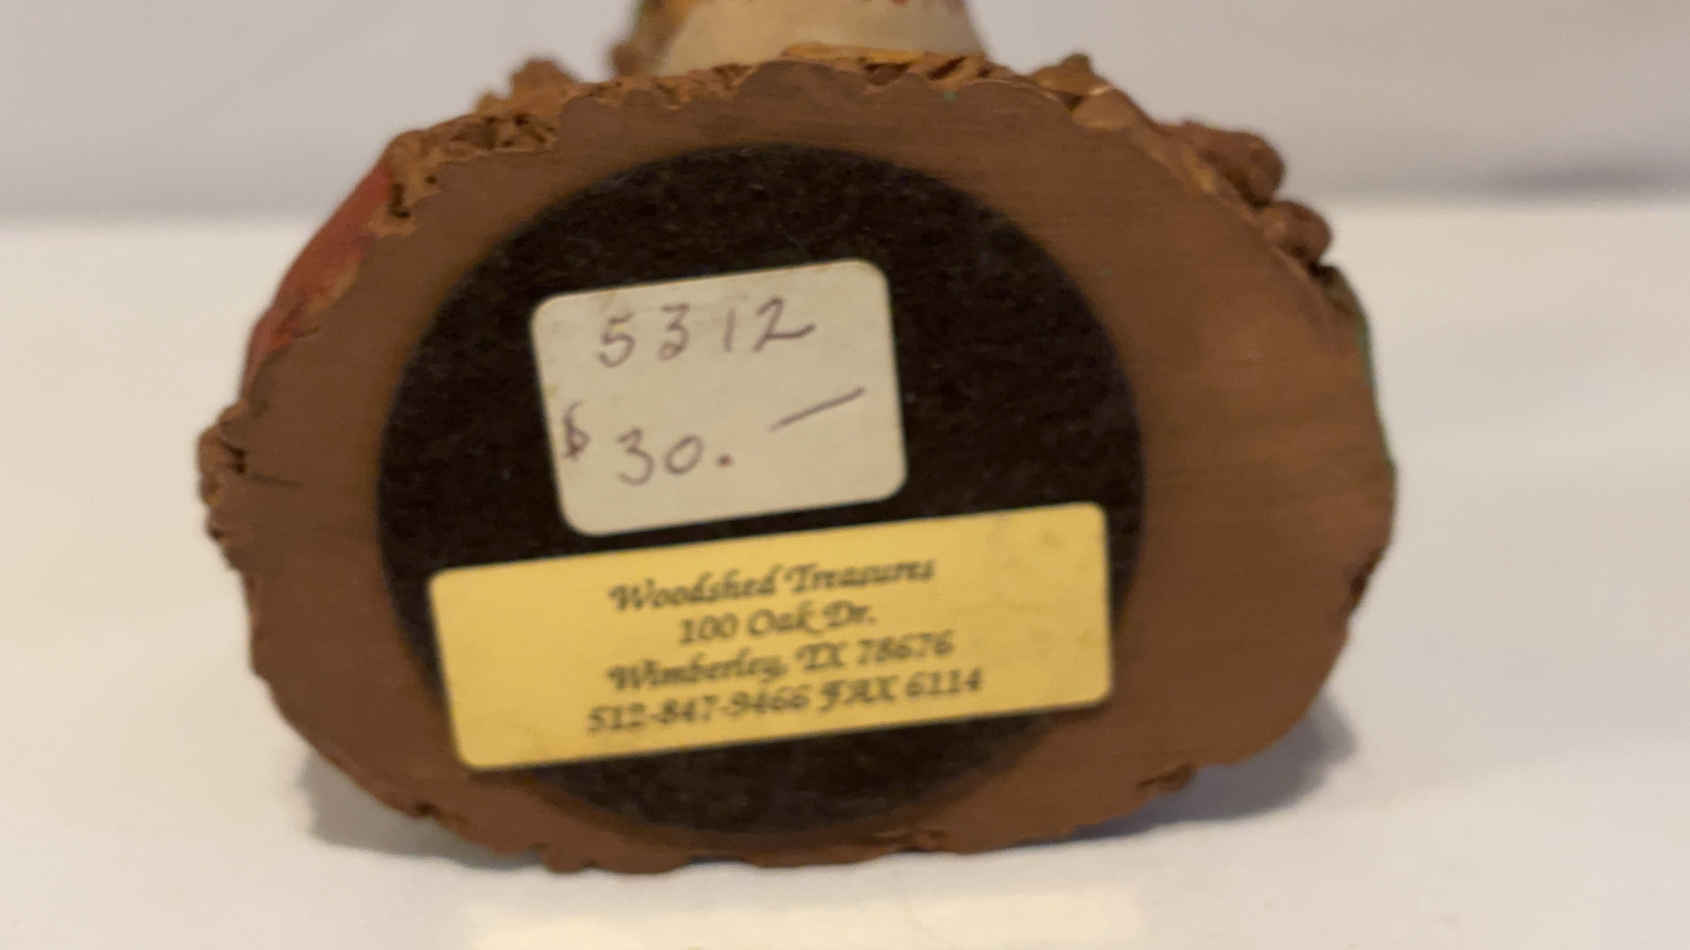 5312
$ 30. —
Woodshed Treasures
100 Oak Dr.
Wimberley, TX 78676
512-847-9466 FAX 6114